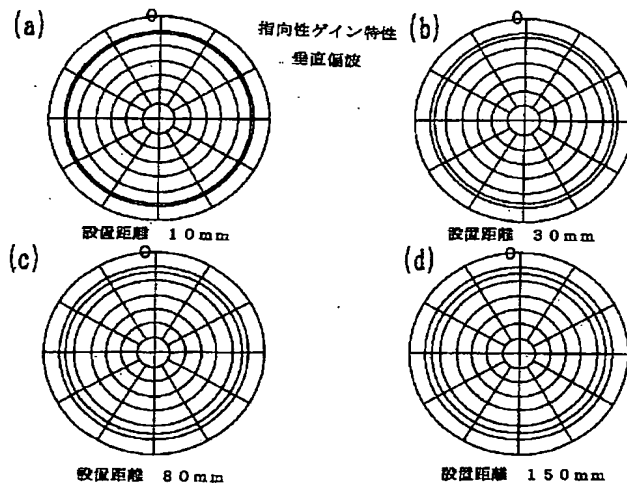 (a)
0
指向性ゲイン特性
垂直偏波
(b)
0
設置距離 10mm
設置距離 30mm
(c)
0
(d)
0
設置距離 80mm
設置距離 150mm